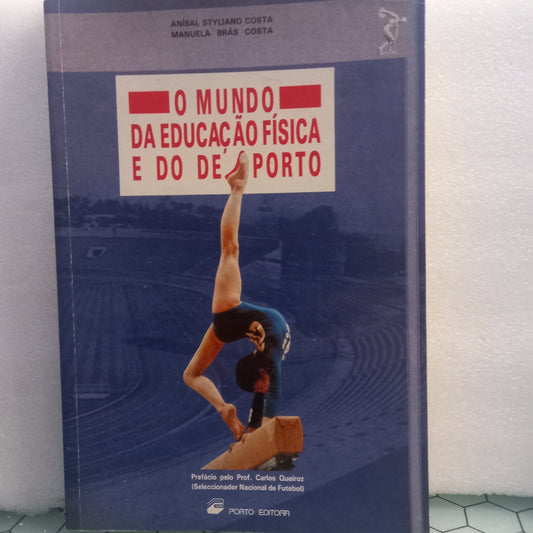 ANÍBAL STYLIANO COSTA
MANUELA BRÁS COSTA
O MUNDO
DA EDUCAÇÃO FÍSICA
E DO DE PORTO
Prefácio pelo Prof. Carlos Queiroz
(Seleccionador Nacional de Futebol)
PORTO EDITORA